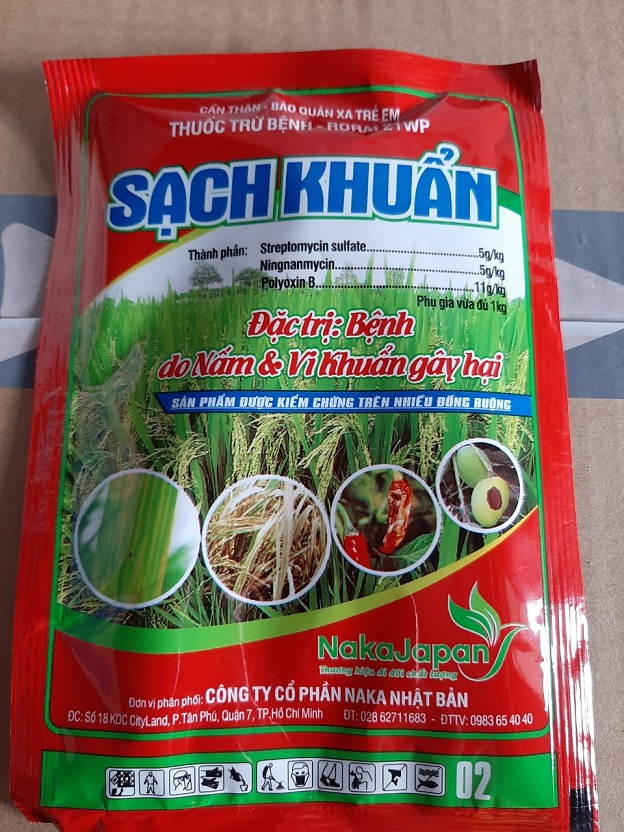 CẨN THẬN - BẢO QUẢN XA TRẺ EM
THUỐC TRỪ BỆNH - RORAI 21WP
SẠCH KHUẨN
Thành phần: Streptomycin sulfate....................5g/kg
Ningnanmycin....................5g/kg
Polyoxin B....................11g/kg
Phụ gia vừa đủ 1kg
Đặc trị: Bệnh
do Nấm & Vi Khuẩn gây hại
SẢN PHẨM ĐƯỢC KIỂM CHỨNG TRÊN NHIỀU ĐỒNG RUỘNG
NakaJapan
Thương hiệu đi đôi chất lượng
Đơn vị phân phối: CÔNG TY CỔ PHẦN NAKA NHẬT BẢN
ĐC: Số 18 KDC CityLand, P.Tân Phú, Quận 7, TP.Hồ Chí Minh ĐT: 028 62711683 - ĐTTV: 0983 65 40 40
02